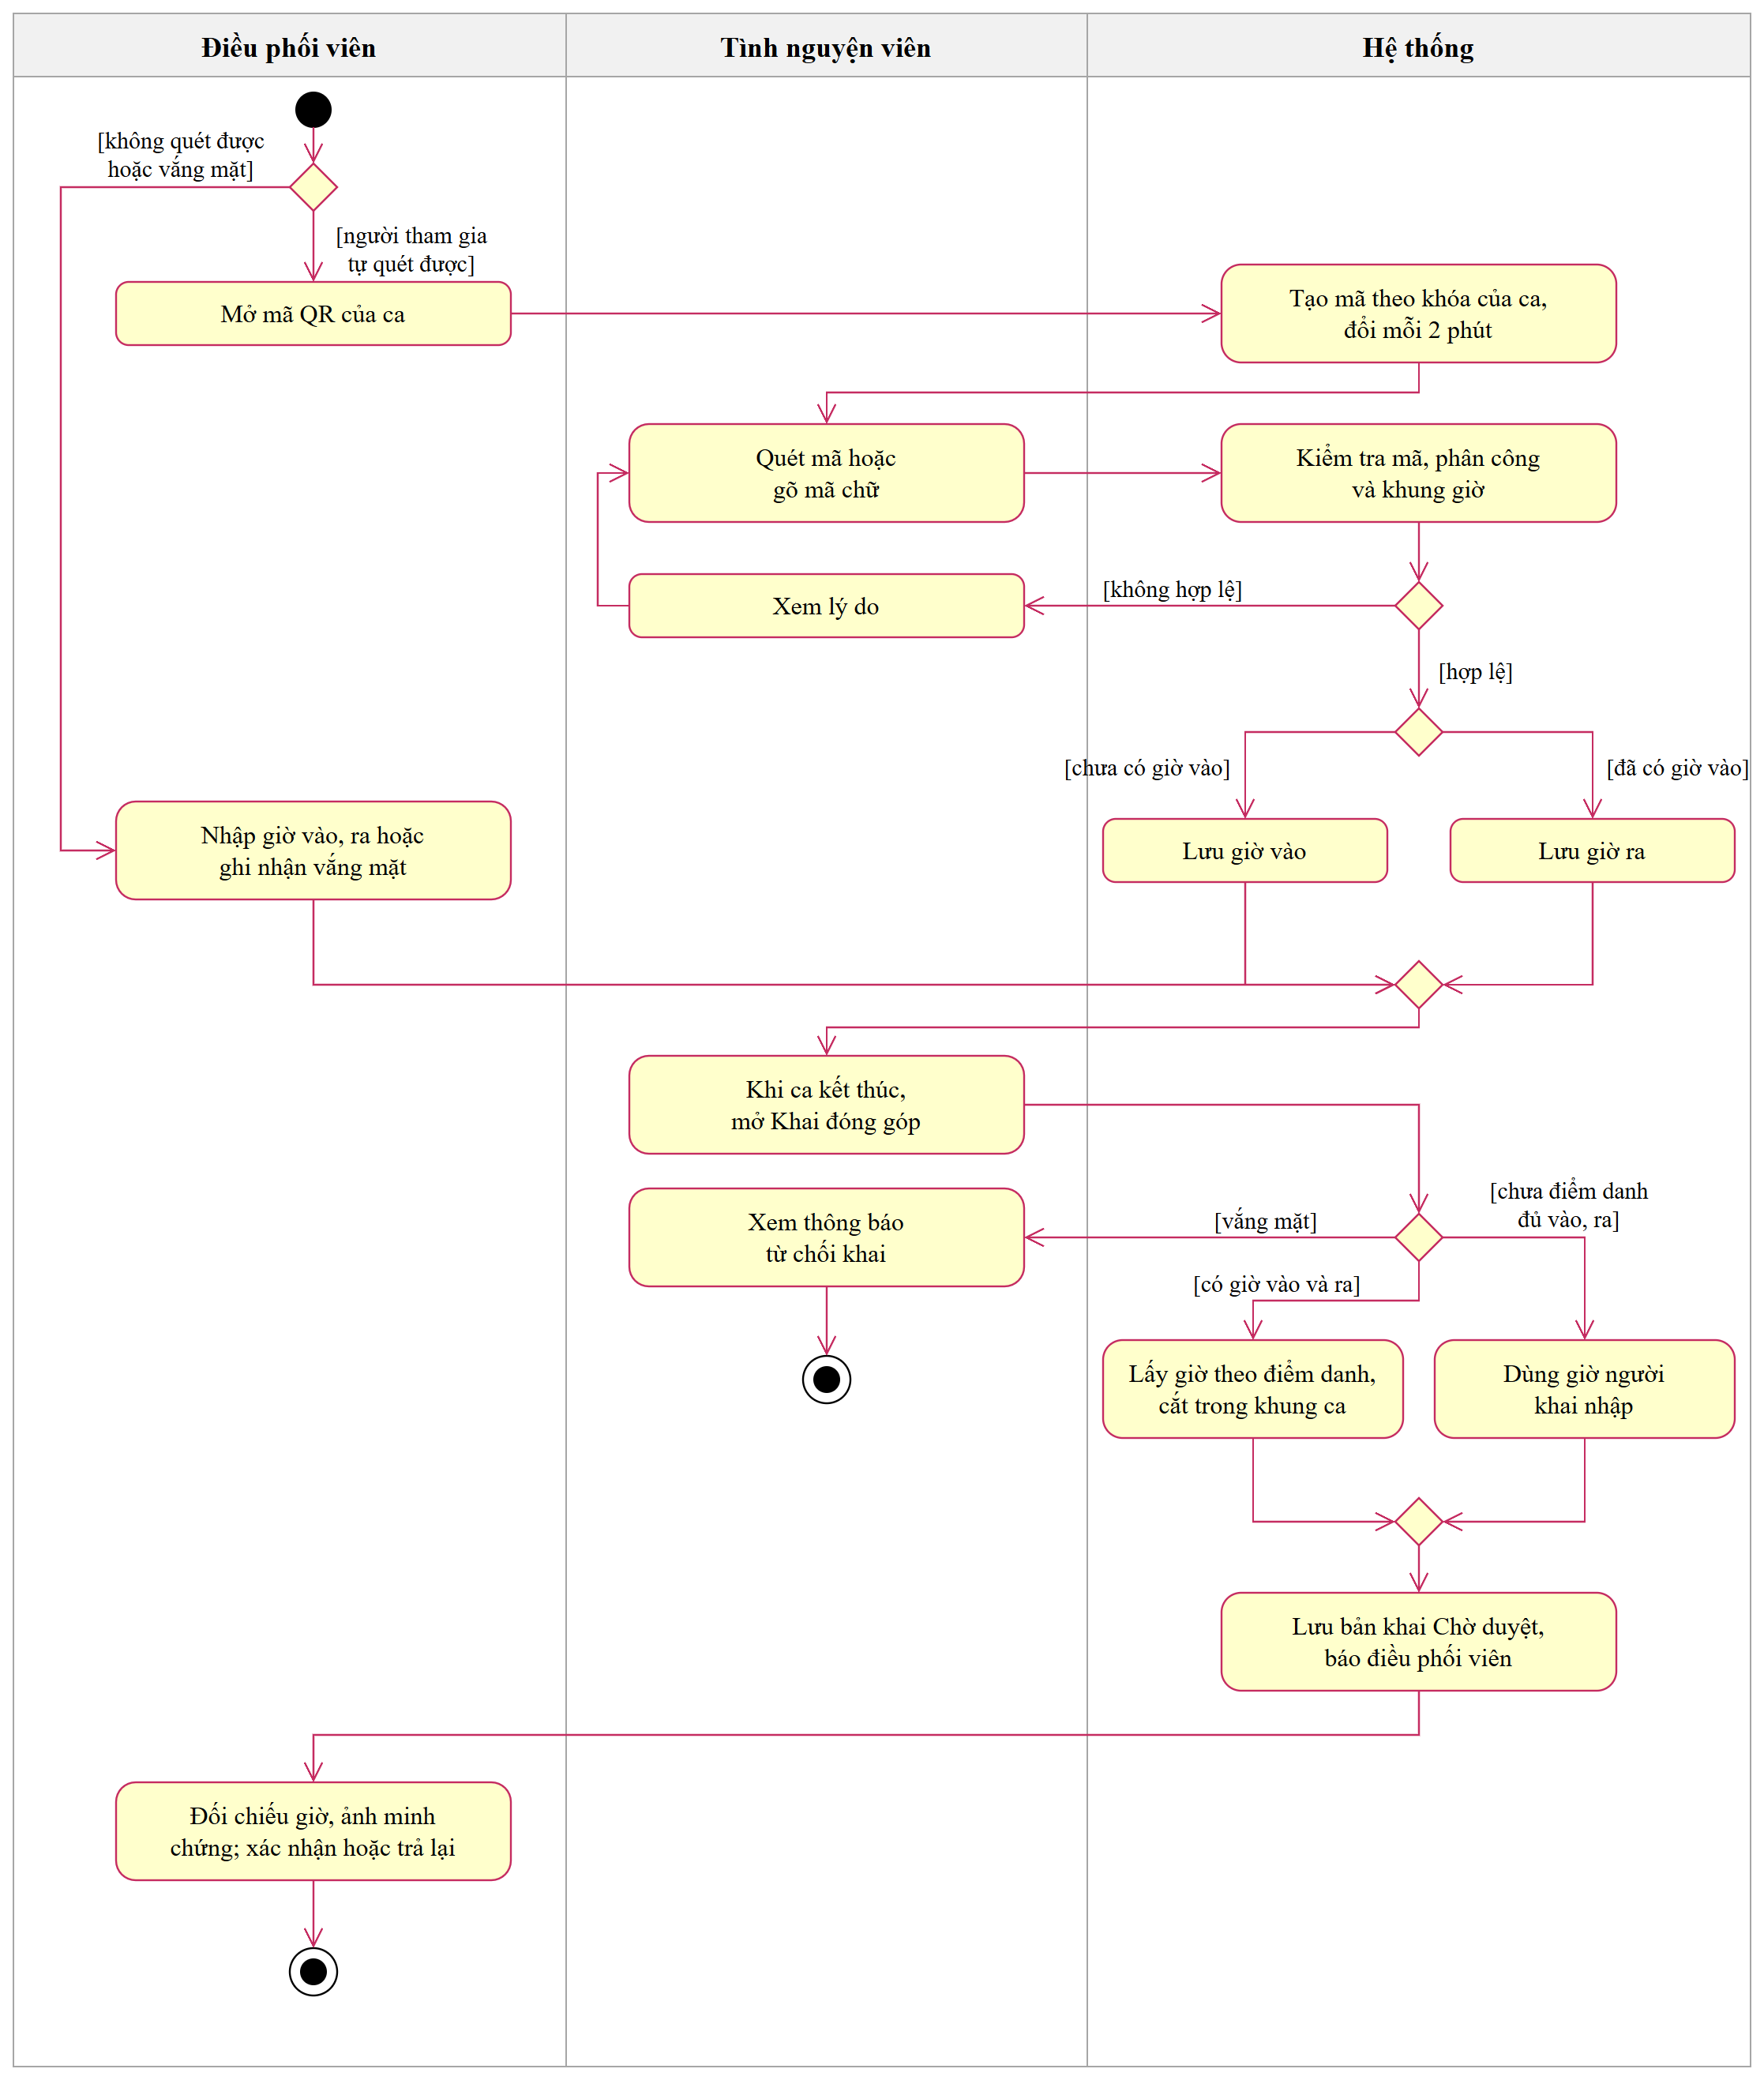 Điều phối viên
Tình nguyện viên
Hệ thống
[không quét được
hoặc vắng mặt]
[người tham gia
tự quét được]
Mở mã QR của ca
Tạo mã theo khóa của ca,
đổi mỗi 2 phút
Quét mã hoặc
gõ mã chữ
Kiểm tra mã, phân công
và khung giờ
Xem lý do
[không hợp lệ]
[hợp lệ]
[chưa có giờ vào]
[đã có giờ vào]
Nhập giờ vào, ra hoặc
ghi nhận vắng mặt
Lưu giờ vào
Lưu giờ ra
Khi ca kết thúc,
mở Khai đóng góp
[chưa điểm danh
đủ vào, ra]
Xem thông báo
từ chối khai
[vắng mặt]
[có giờ vào và ra]
Lấy giờ theo điểm danh,
cắt trong khung ca
Dùng giờ người
khai nhập
Lưu bản khai Chờ duyệt,
báo điều phối viên
Đối chiếu giờ, ảnh minh
chứng; xác nhận hoặc trả lại